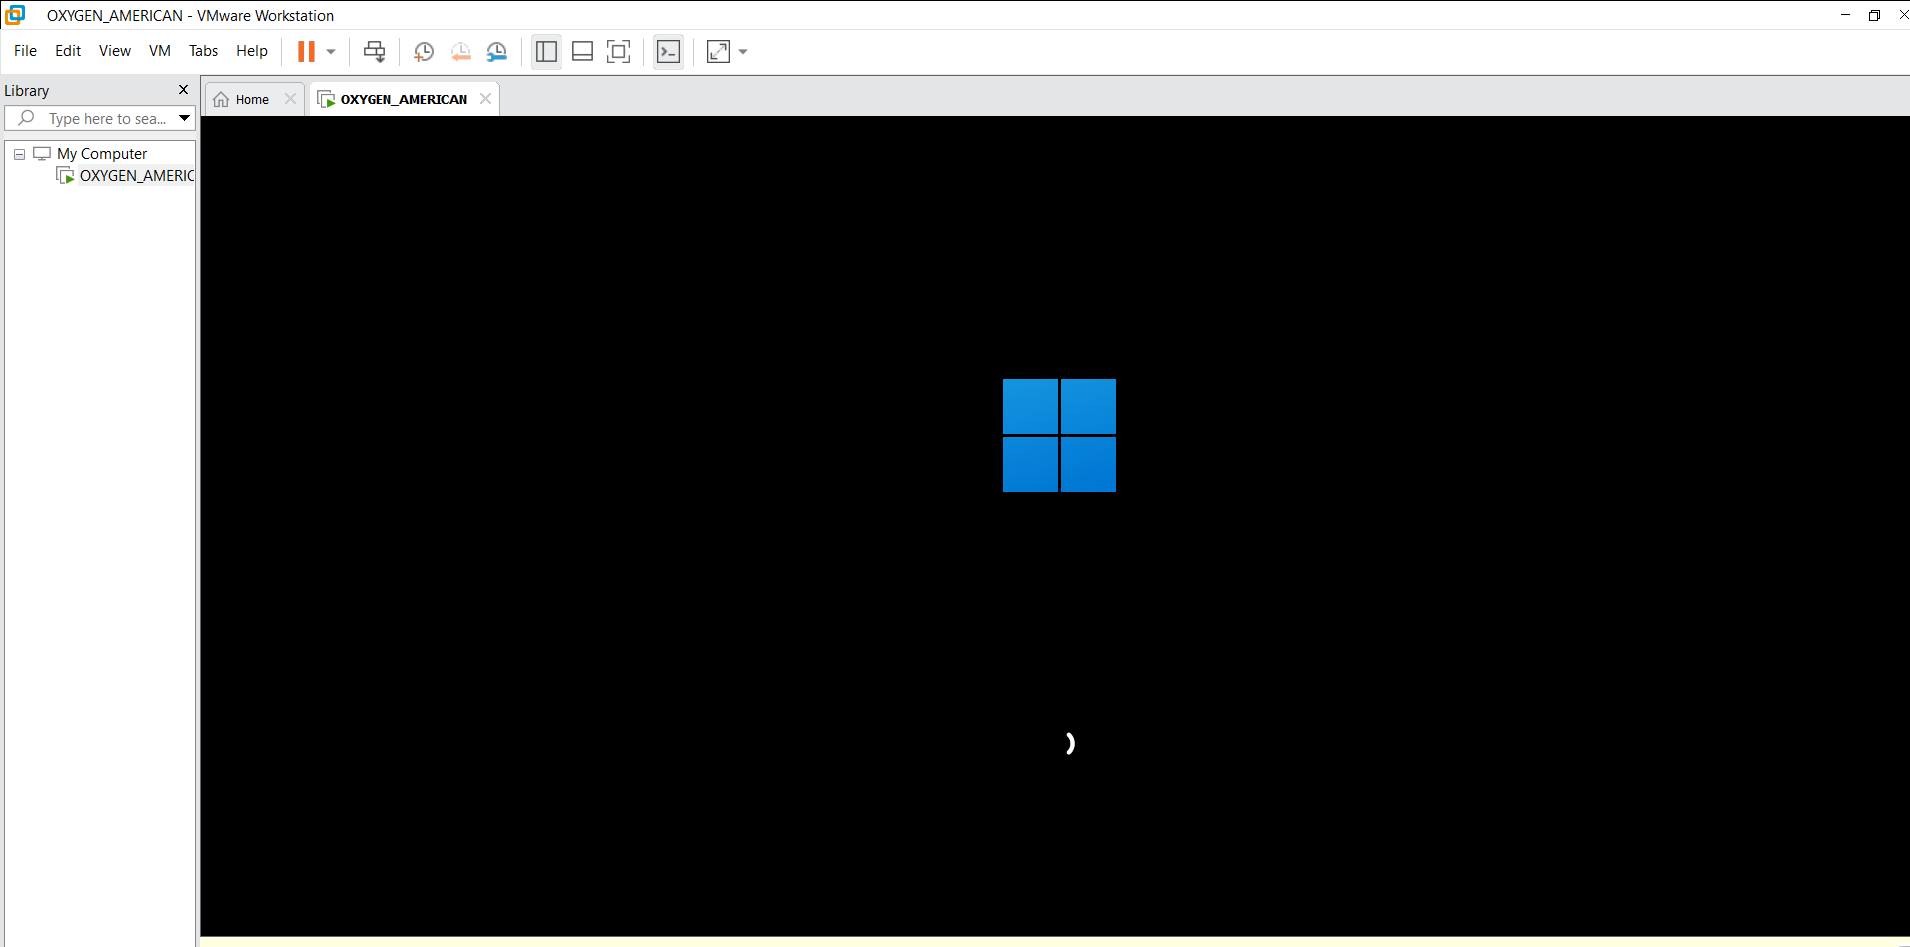 OXYGEN_AMERICAN - VMware Workstation
File Edit View VM Tabs Help
Library
Home OXYGEN_AMERICAN
Type here to sea...
My Computer
OXYGEN_AMERIC